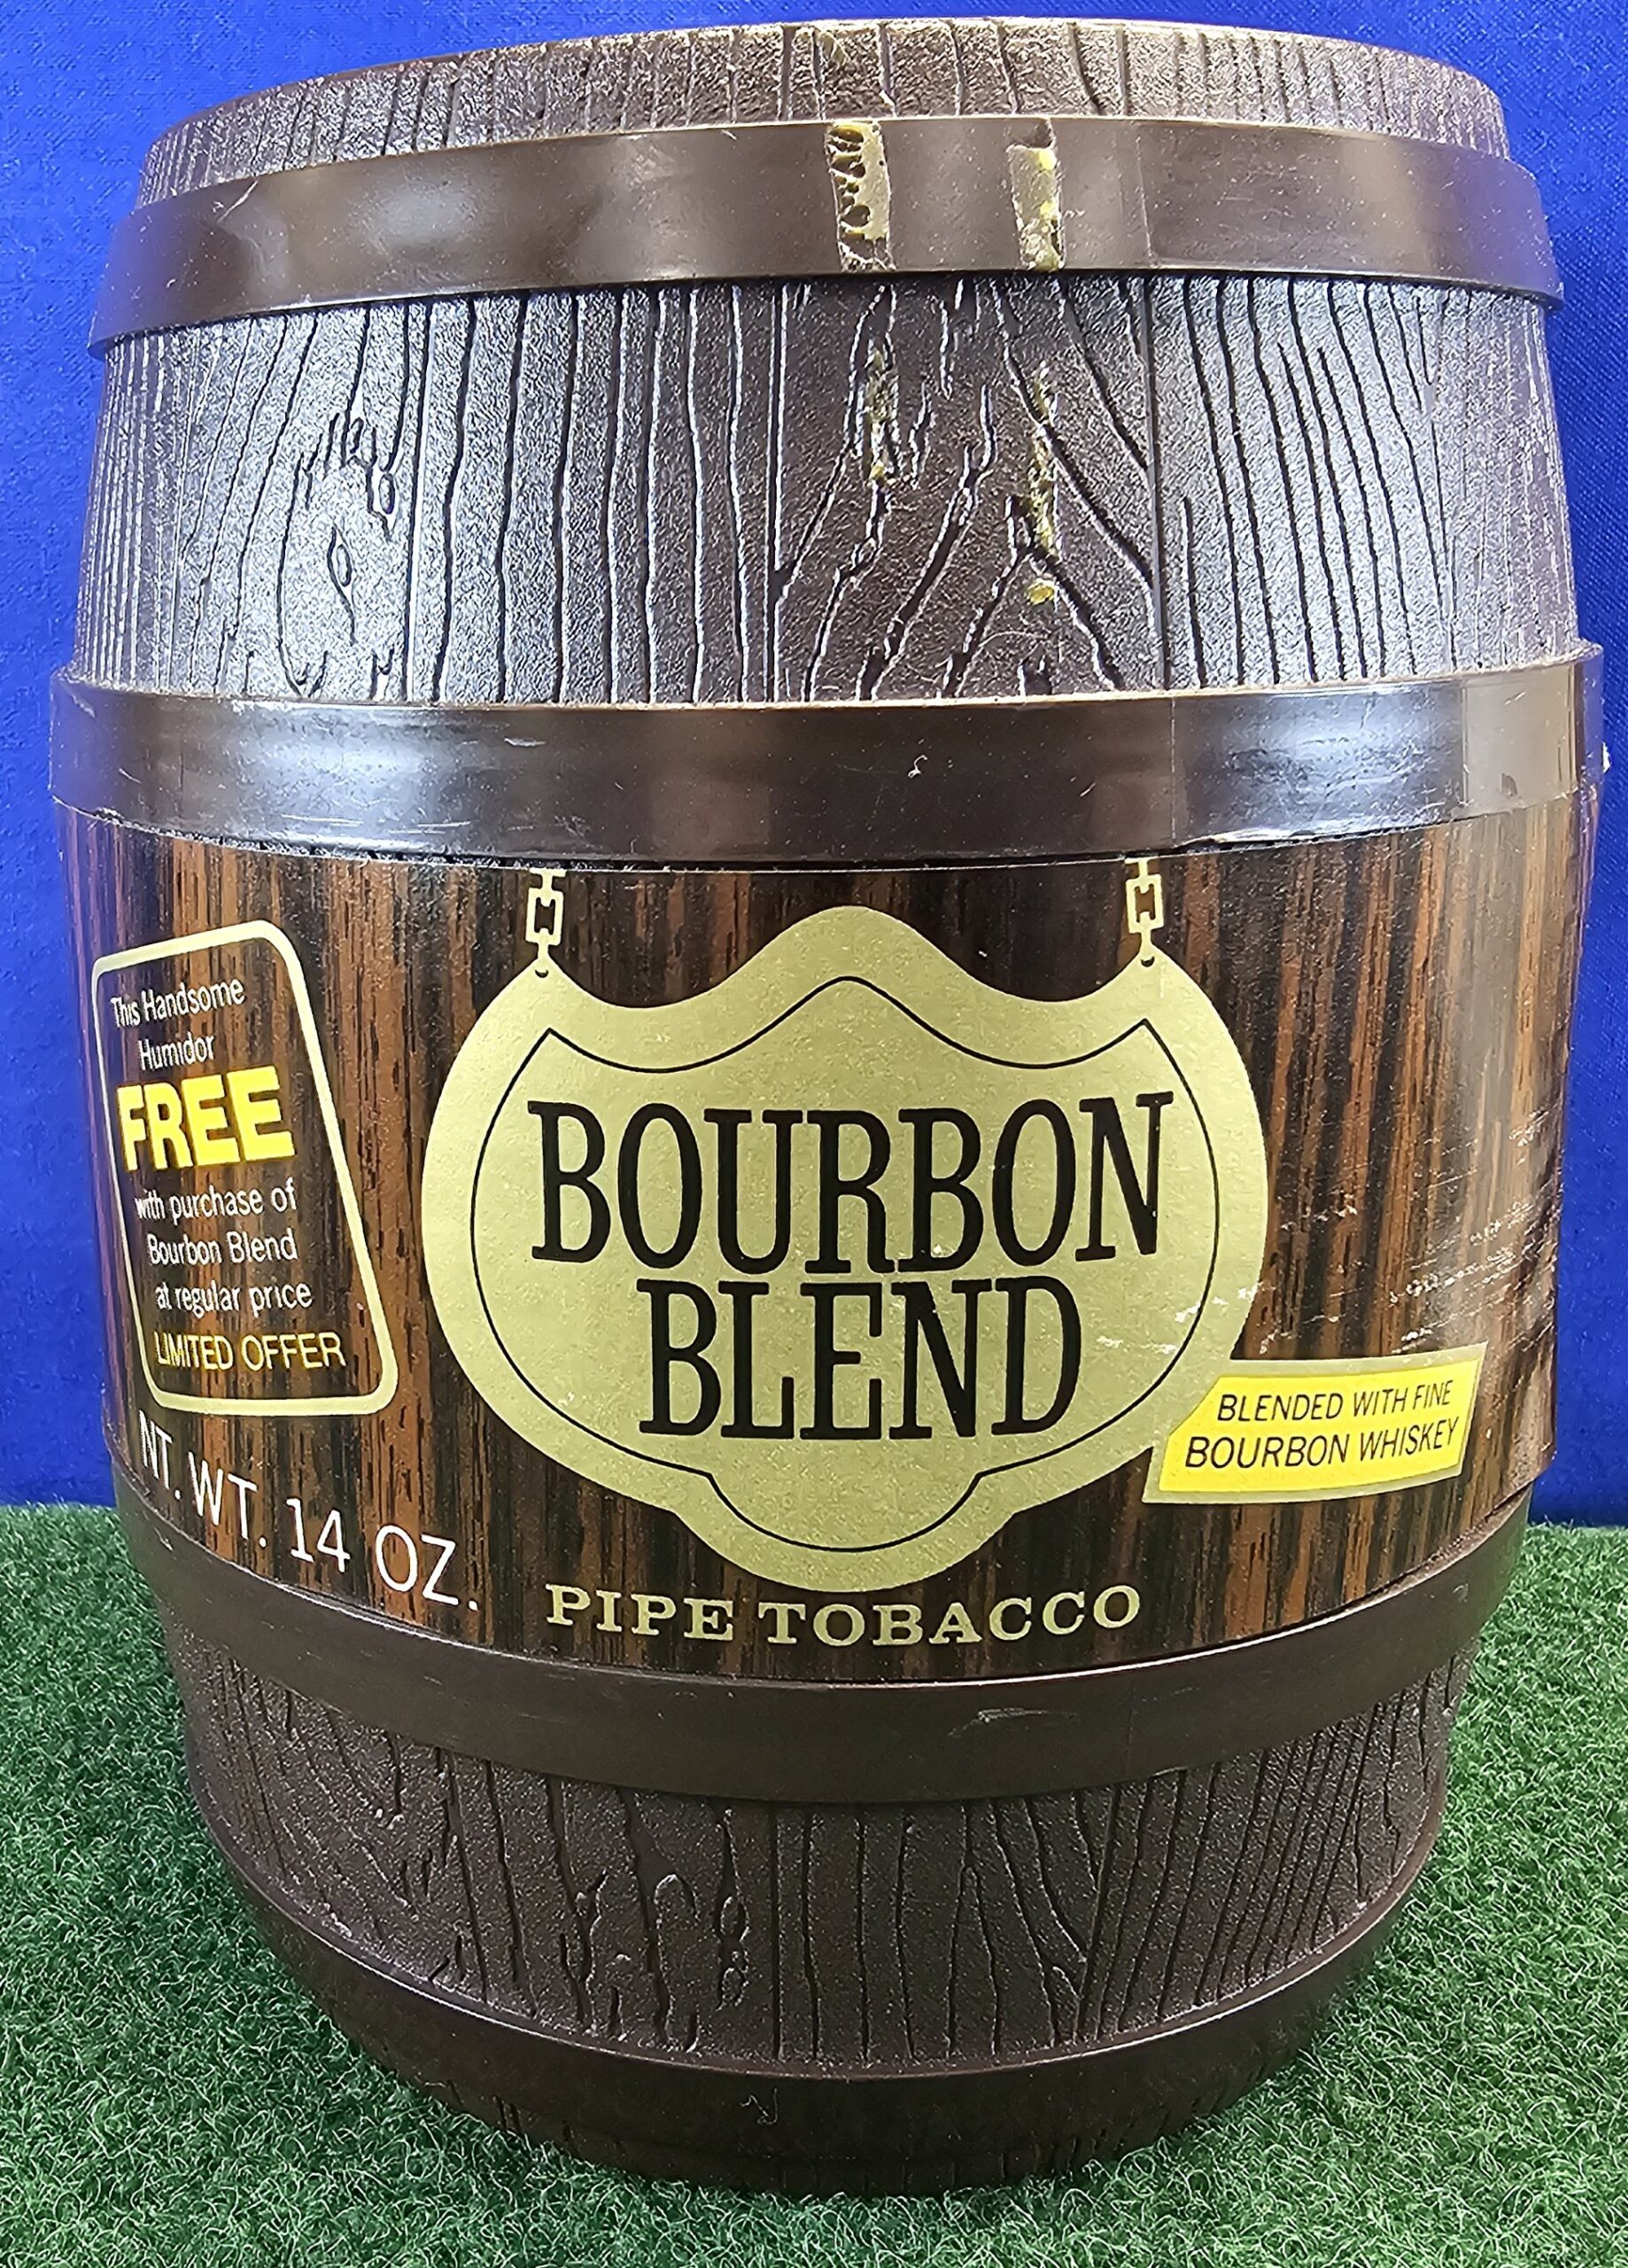 This Handsome
Humidor
FREE
with purchase of
Bourbon Blend
at regular price
LIMITED OFFER
NT. WT. 14 OZ.
BOURBON
BLEND
BLENDED WITH FINE
BOURBON WHISKEY
PIPE TOBACCO